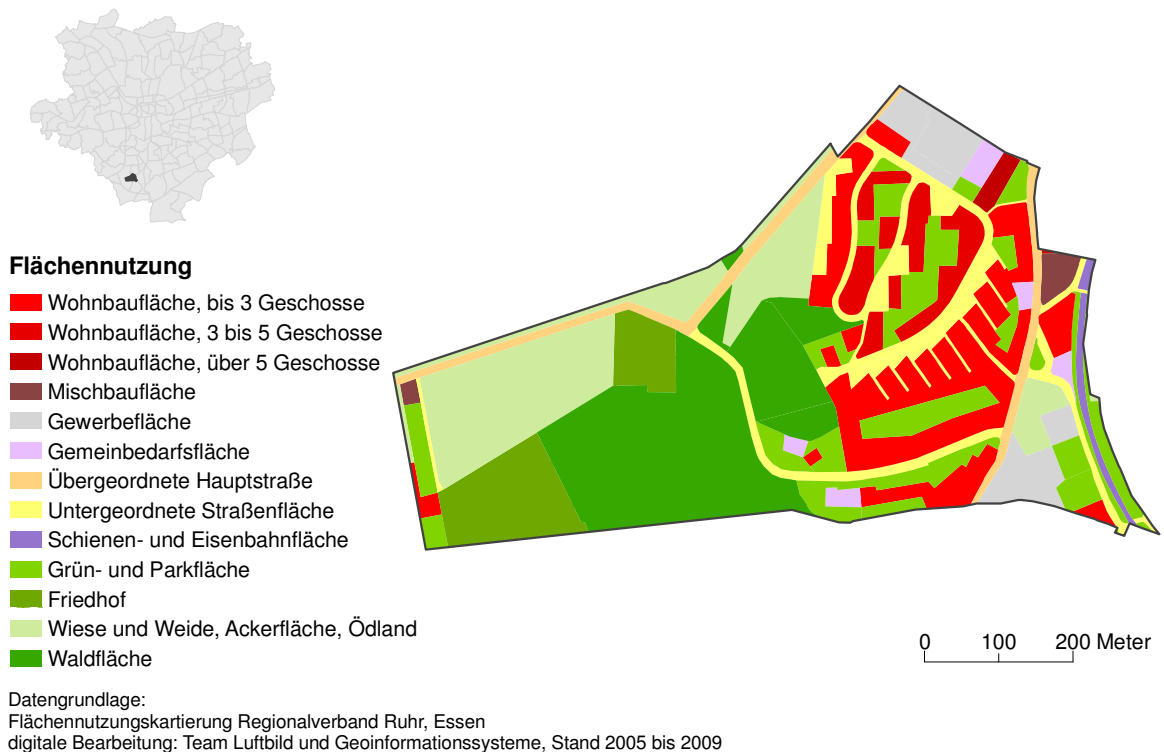 Flächennutzung
Wohnbaufläche, bis 3 Geschosse
Wohnbaufläche, 3 bis 5 Geschosse
Wohnbaufläche, über 5 Geschosse
Mischbaufläche
Gewerbefläche
Gemeinbedarfsfläche
Übergeordnete Hauptstraße
Untergeordnete Straßenfläche
Schienen- und Eisenbahnfläche
Grün- und Parkfläche
Friedhof
Wiese und Weide, Ackerfläche, Ödland
Waldfläche
0 100 200 Meter
Datengrundlage:
Flächennutzungskartierung Regionalverband Ruhr, Essen
digitale Bearbeitung: Team Luftbild und Geoinformationssysteme, Stand 2005 bis 2009